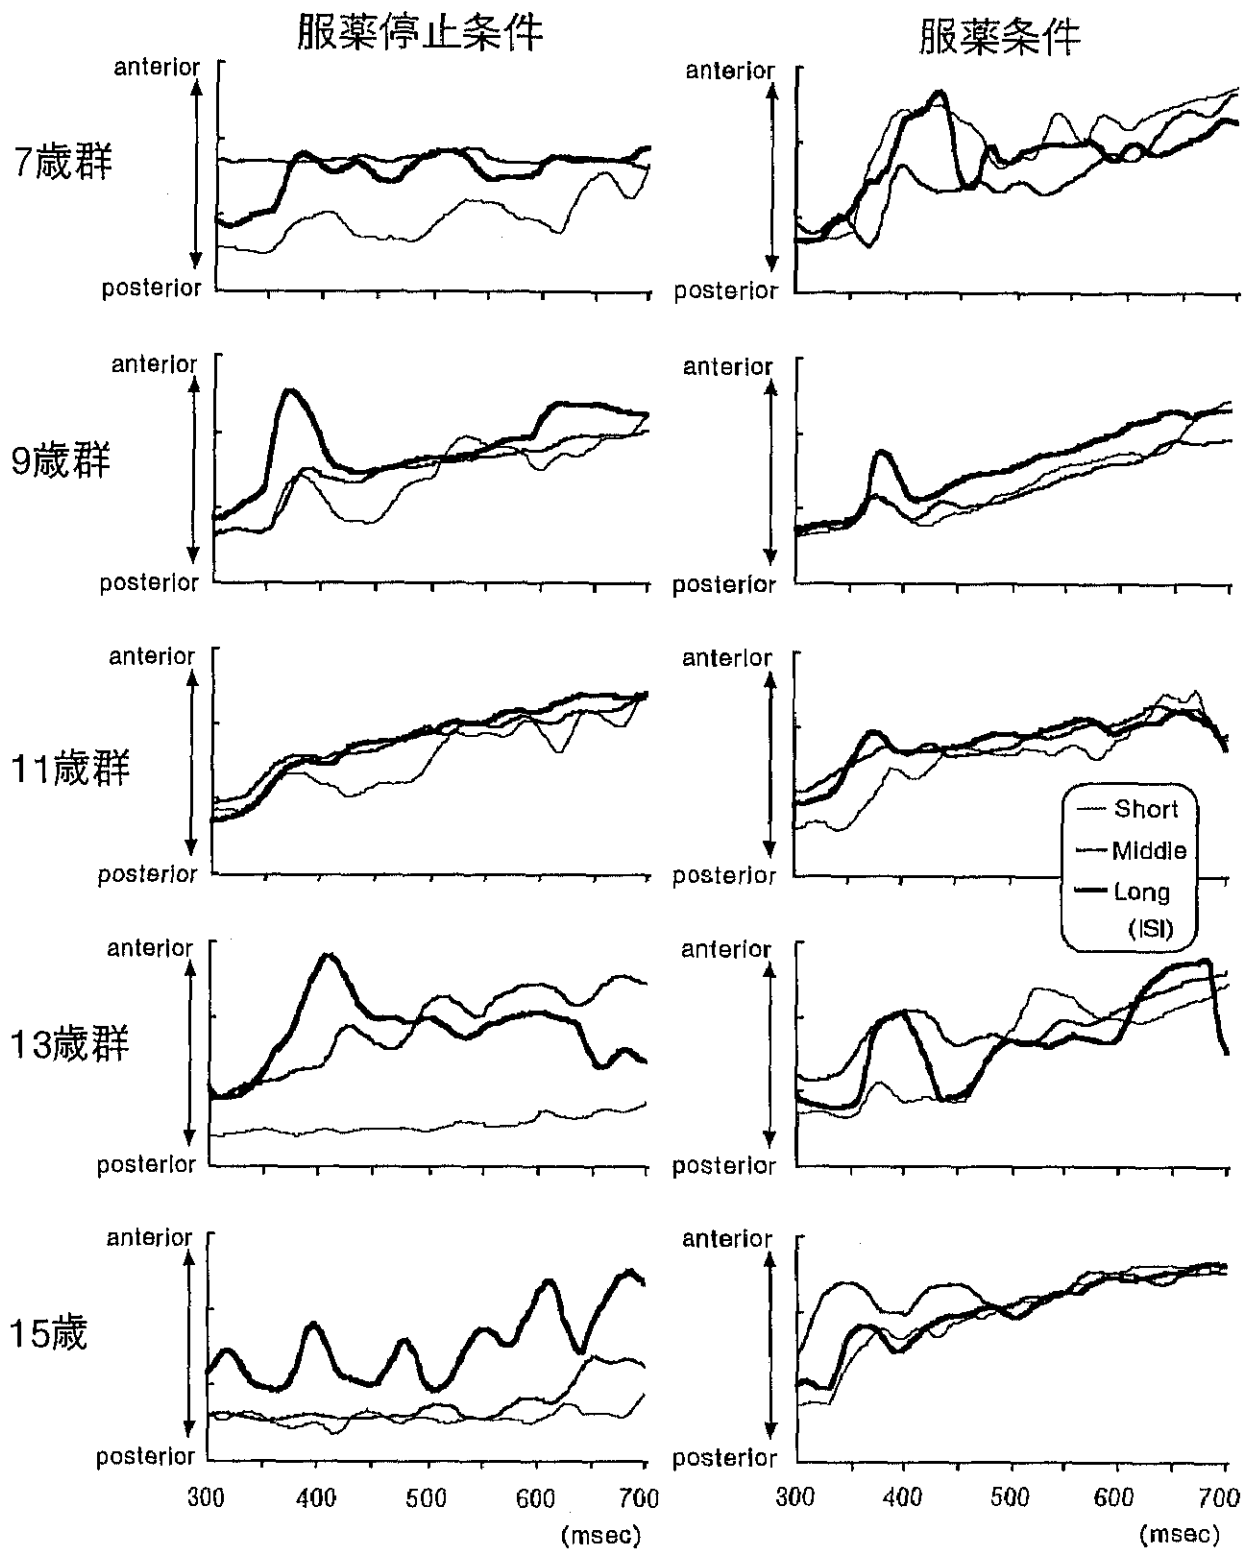 服薬停止条件
服薬条件
7歳群
anterior
posterior
anterior
posterior
9歳群
anterior
posterior
anterior
posterior
11歳群
anterior
posterior
anterior
posterior
Short
Middle
Long
(ISI)
13歳群
anterior
posterior
anterior
posterior
15歳
anterior
posterior
anterior
posterior
300 400 500 600 700
(msec)
300 400 500 600 700
(msec)